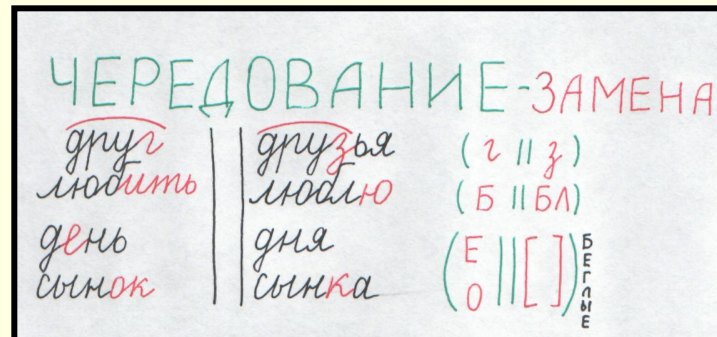 ЧЕРЕДОВАНИЕ-ЗАМЕНА
друг || друзья (г || з)
любить || люблю (Б || БЛ)
день || дня (Е || [ ]) БЕГЛЫЕ
сынок || сынка (О || [ ])